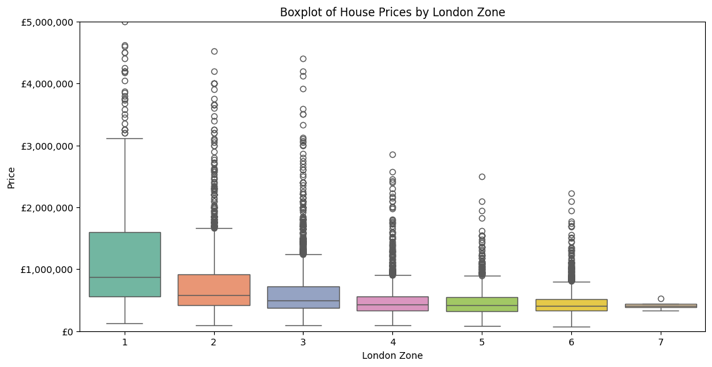 Boxplot of House Prices by London Zone
£5,000,000
£4,000,000
£3,000,000
£2,000,000
£1,000,000
£0
Price
1 2 3 4 5 6 7
London Zone